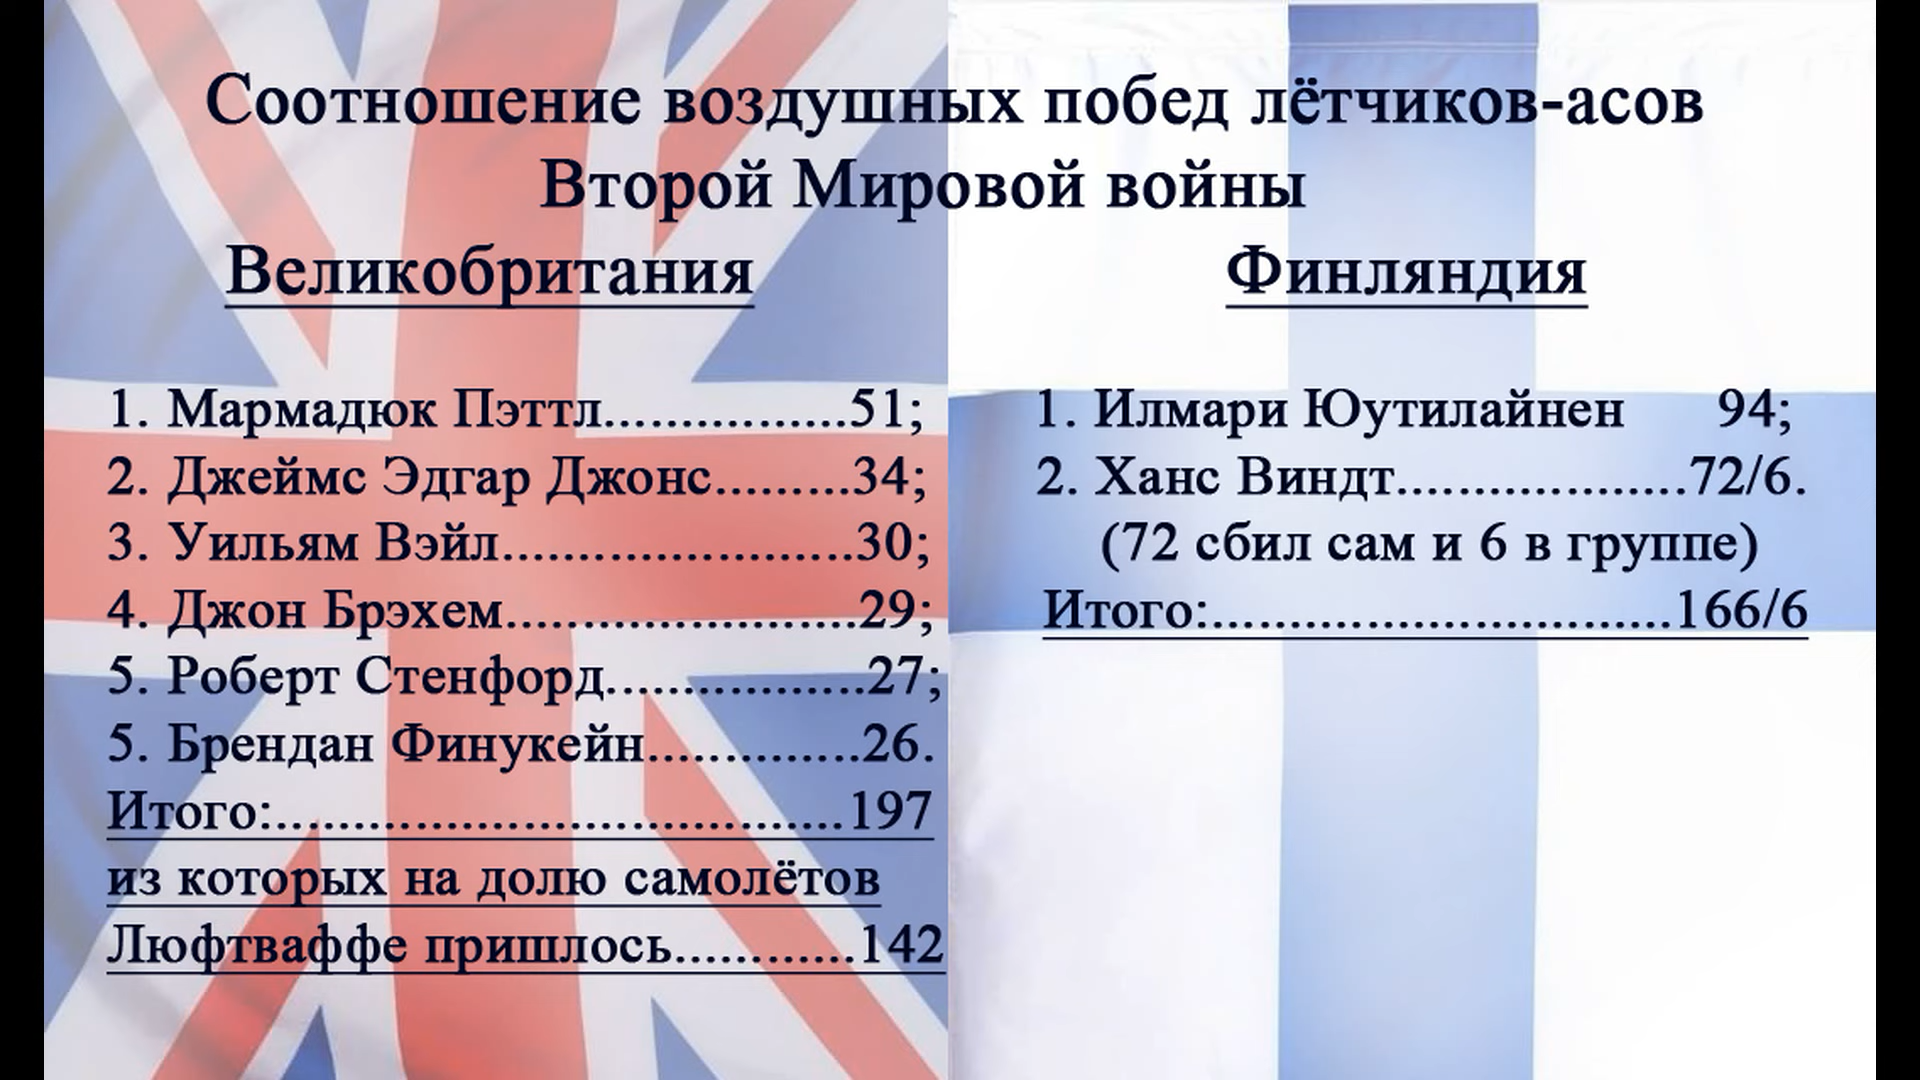 Соотношение воздушных побед лётчиков-асов
Второй Мировой войны
Великобритания
1. Мармадюк Пэттл................51;
2. Джеймс Эдгар Джонс.........34;
3. Уильям Вэйл.......................30;
4. Джон Брэхем.......................29;
5. Роберт Стенфорд.................27;
5. Брендан Финукейн..............26.
Итого:.....................................197
из которых на долю самолётов
Люфтваффе пришлось............142
Финляндия
1. Илмари Юутилайнен 94;
2. Ханс Виндт...................72/6.
(72 сбил сам и 6 в группе)
Итого:..............................166/6